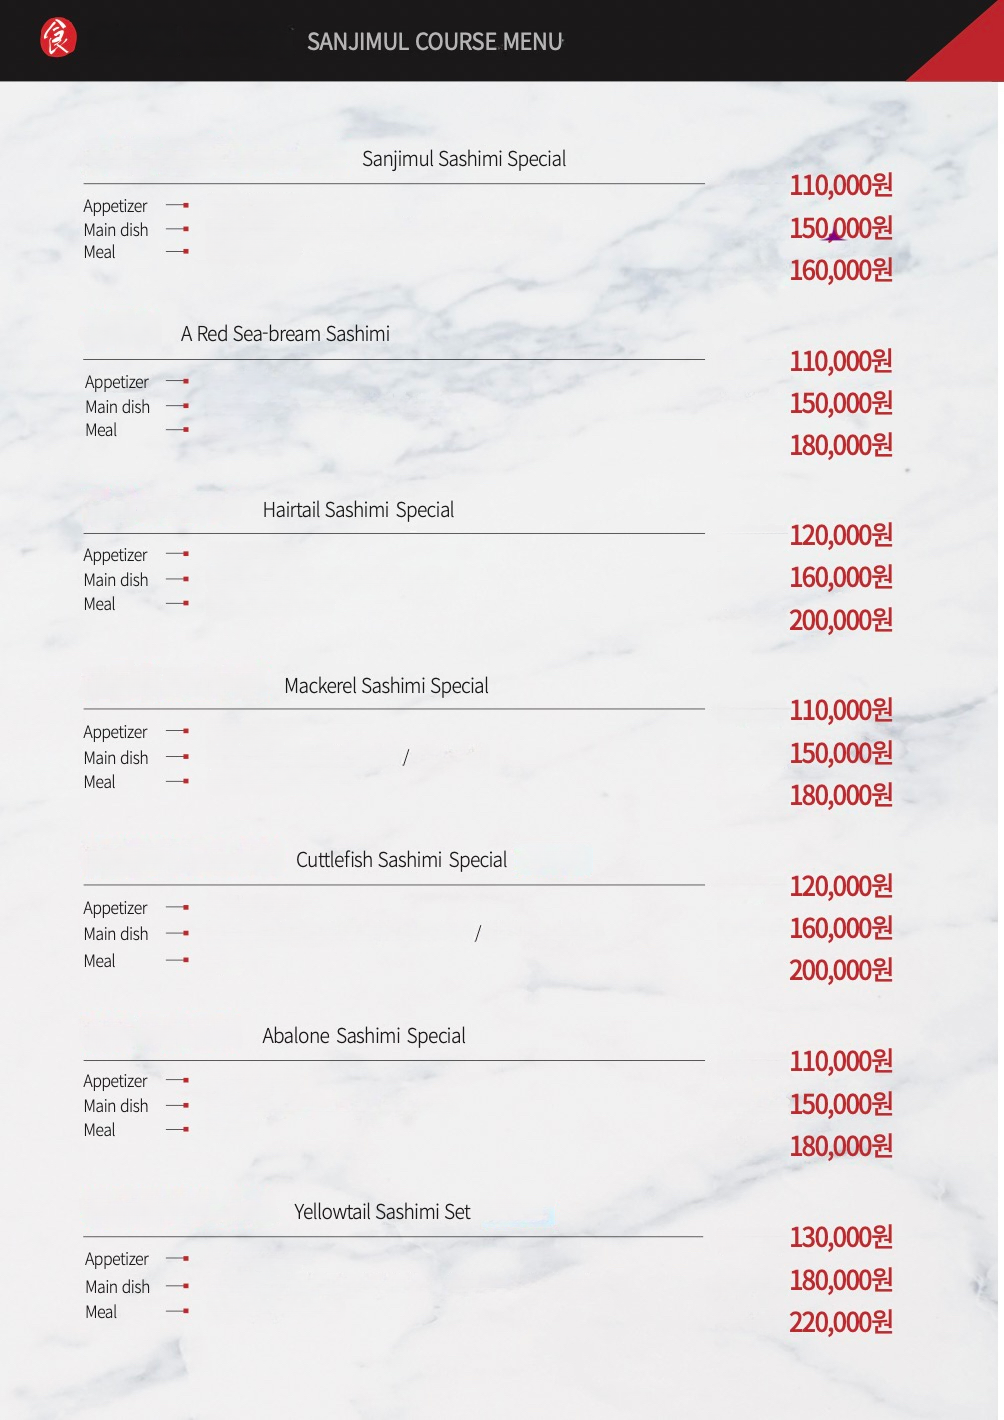 食
SANJIMUL COURSE MENU
Sanjimul Sashimi Special
110,000원
Appetizer
150,000원
Main dish
Meal
160,000원
A Red Sea-bream Sashimi
110,000원
Appetizer
150,000원
Main dish
Meal
180,000원
Hairtail Sashimi Special
120,000원
Appetizer
160,000원
Main dish
Meal
200,000원
Mackerel Sashimi Special
110,000원
Appetizer
150,000원
Main dish /
Meal
180,000원
Cuttlefish Sashimi Special
120,000원
Appetizer
160,000원
Main dish /
Meal
200,000원
Abalone Sashimi Special
110,000원
Appetizer
150,000원
Main dish
Meal
180,000원
Yellowtail Sashimi Set
130,000원
Appetizer
180,000원
Main dish
Meal
220,000원